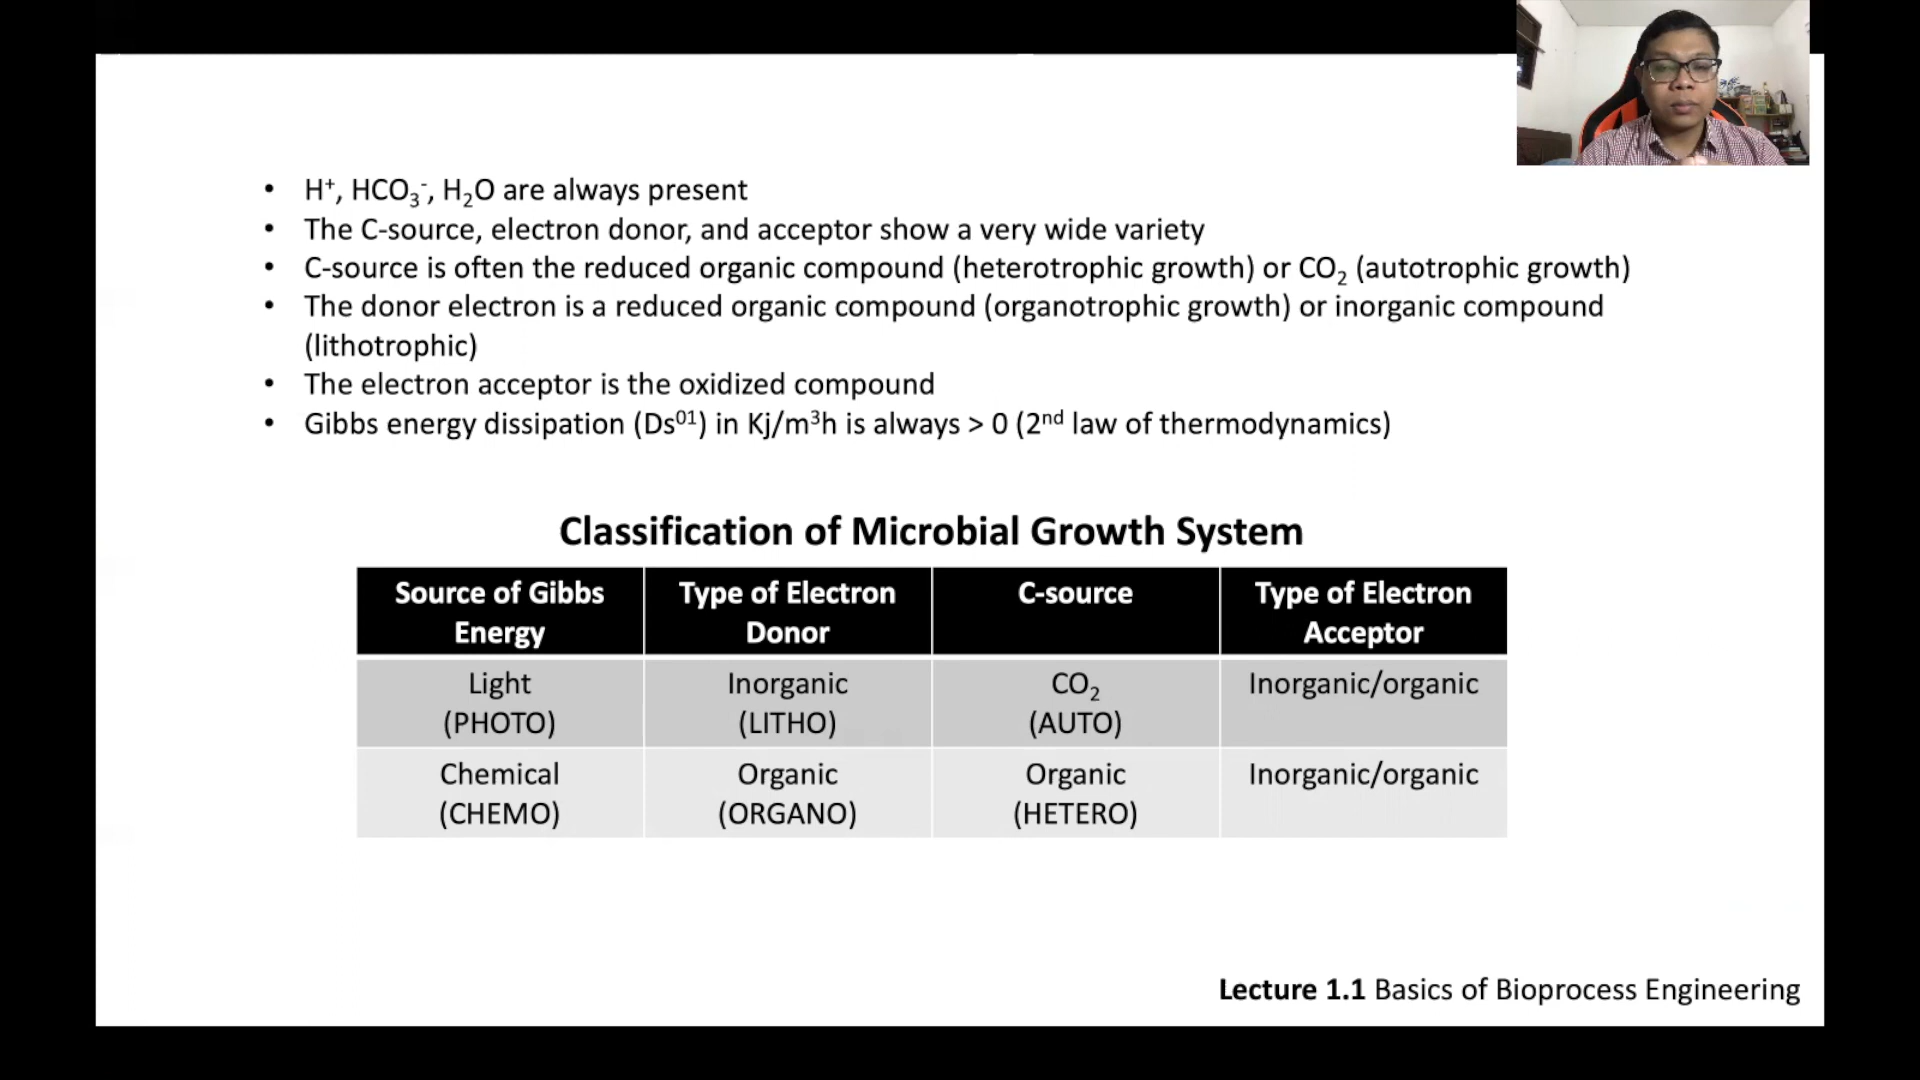 • H⁺, HCO₃⁻, H₂O are always present
• The C-source, electron donor, and acceptor show a very wide variety
• C-source is often the reduced organic compound (heterotrophic growth) or CO₂ (autotrophic growth)
• The donor electron is a reduced organic compound (organotrophic growth) or inorganic compound
(lithotrophic)
• The electron acceptor is the oxidized compound
• Gibbs energy dissipation (Ds⁰¹) in Kj/m³h is always > 0 (2ⁿᵈ law of thermodynamics)
Classification of Microbial Growth System
Source of Gibbs Energy | Type of Electron Donor | C-source | Type of Electron Acceptor
Light (PHOTO) | Inorganic (LITHO) | CO₂ (AUTO) | Inorganic/organic
Chemical (CHEMO) | Organic (ORGANO) | Organic (HETERO) | Inorganic/organic
Lecture 1.1 Basics of Bioprocess Engineering